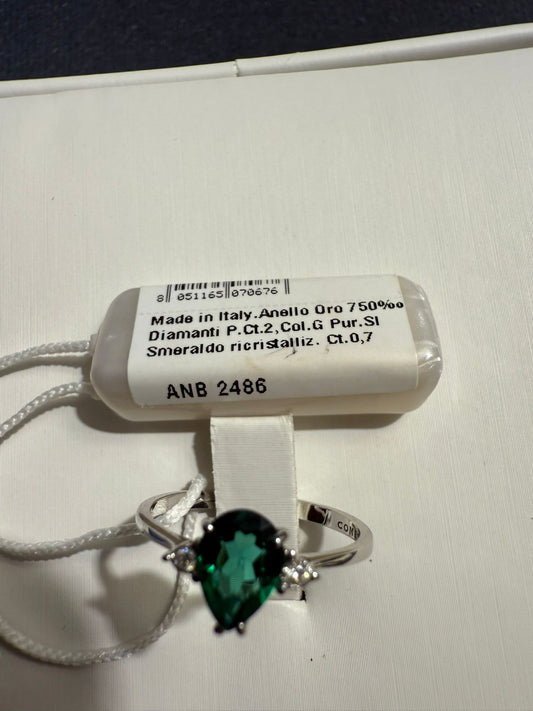 8 051165 070676
Made in Italy.Anello Oro 750‰
Diamanti P.Ct.2,Col.G Pur.SI
Smeraldo ricristalliz. Ct.0,7
ANB 2486